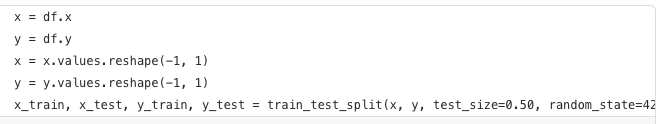 x = df.x
y = df.y
x = x.values.reshape(-1, 1)
y = y.values.reshape(-1, 1)
x_train, x_test, y_train, y_test = train_test_split(x, y, test_size=0.50, random_state=42